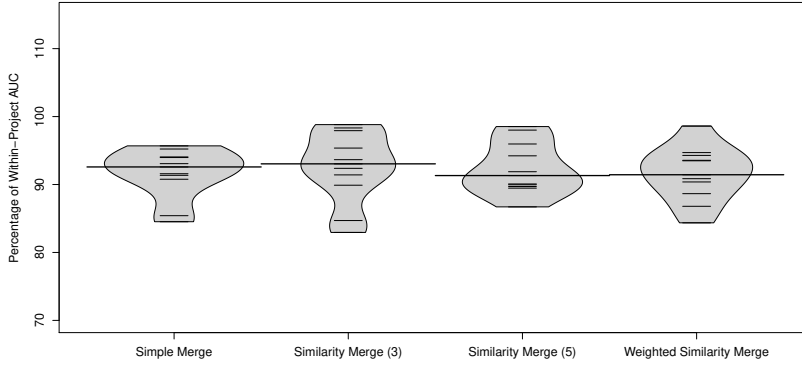 Percentage of Within−Project AUC
110
100
90
80
70
Simple Merge
Similarity Merge (3)
Similarity Merge (5)
Weighted Similarity Merge